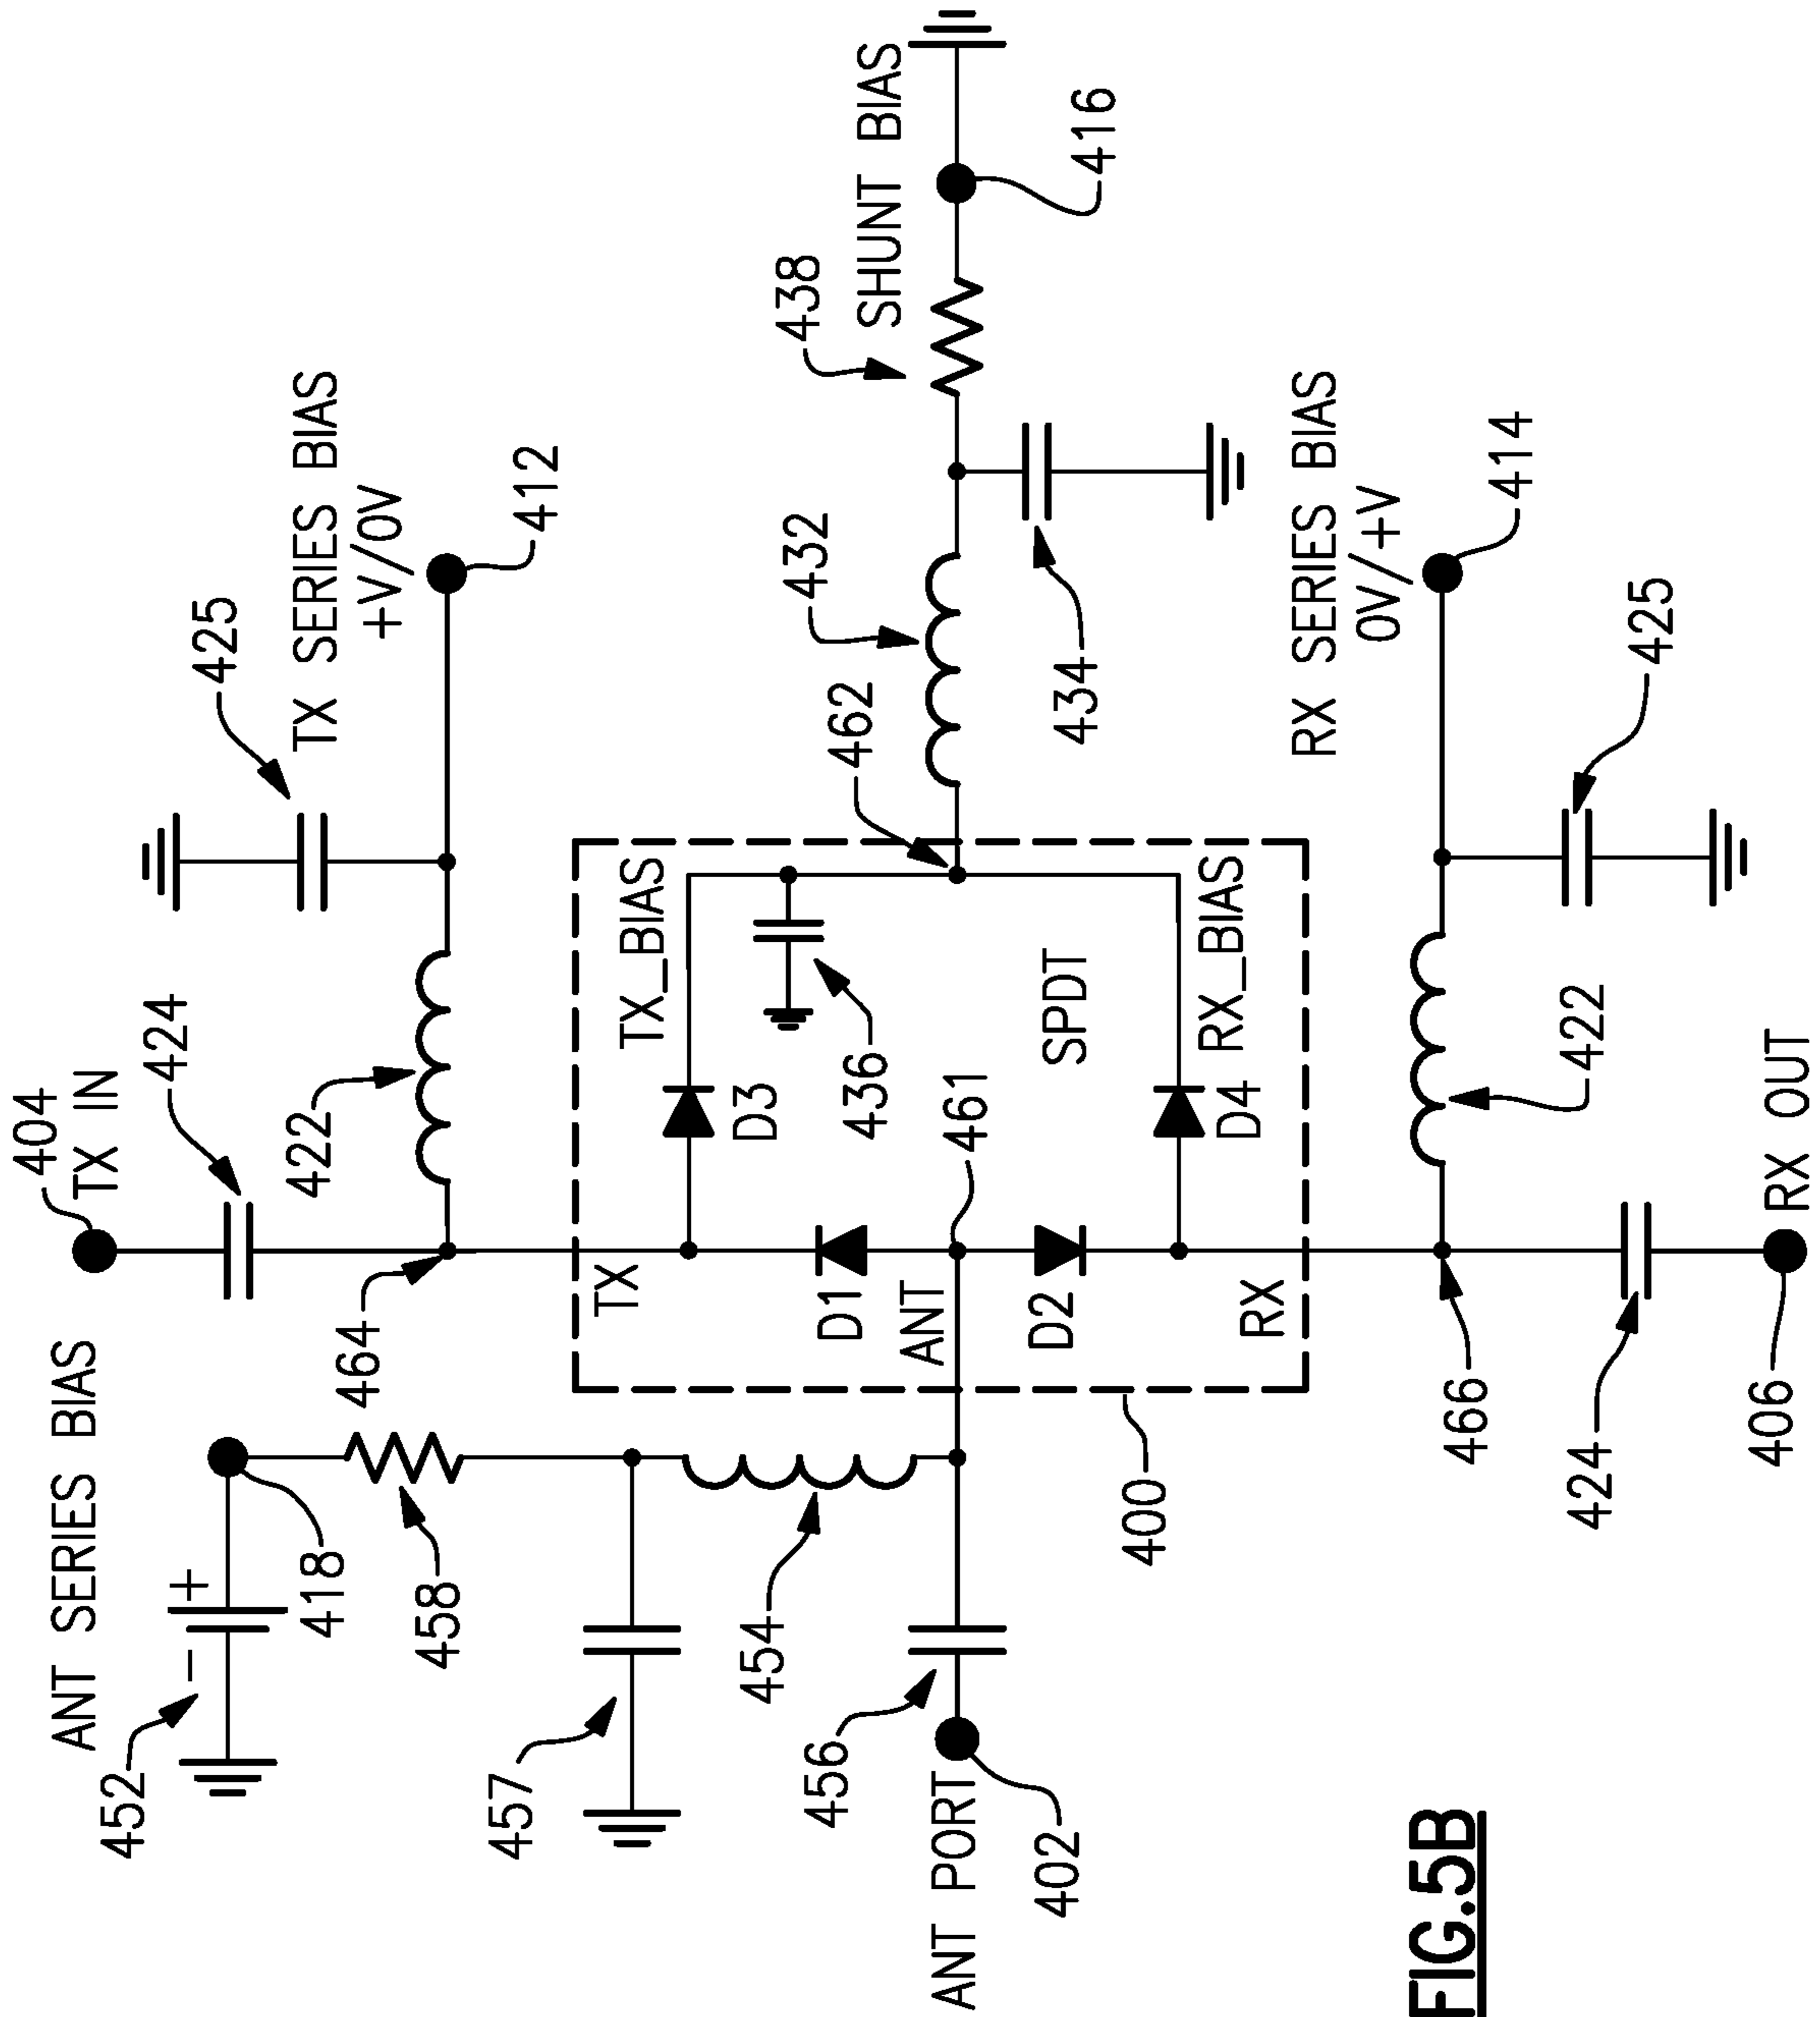 404
TX IN
424
422
425
TX SERIES BIAS
+V/0V
412
464
ANT SERIES BIAS
452
+
-
418
458
457
454
456
ANT PORT
402
400
TX
TX_BIAS
D3
D1
ANT
461
436
SPDT
D2
D4
RX
RX_BIAS
462
432
434
438
SHUNT BIAS
416
RX SERIES BIAS
0V/+V
414
425
422
466
424
406
RX OUT
FIG.5B